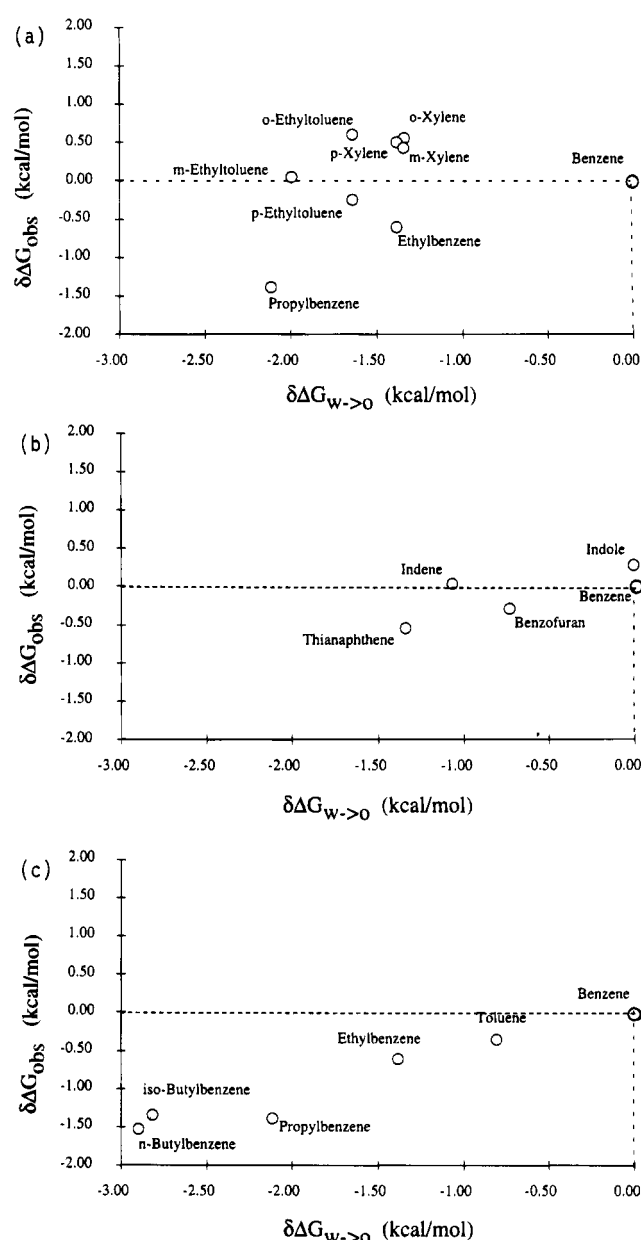 (a)
2.00
1.50
1.00
0.50
0.00
-0.50
-1.00
-1.50
-2.00
δΔG_obs (kcal/mol)
o-Ethyltoluene
o-Xylene
p-Xylene
m-Xylene
Benzene
m-Ethyltoluene
p-Ethyltoluene
Ethylbenzene
Propylbenzene
-3.00 -2.50 -2.00 -1.50 -1.00 -0.50 0.00
δΔG_W->O (kcal/mol)
(b)
2.00
1.50
1.00
0.50
0.00
-0.50
-1.00
-1.50
-2.00
δΔG_obs (kcal/mol)
Indole
Indene
Benzene
Benzofuran
Thianaphthene
-3.00 -2.50 -2.00 -1.50 -1.00 -0.50 0.00
δΔG_W->O (kcal/mol)
(c)
2.00
1.50
1.00
0.50
0.00
-0.50
-1.00
-1.50
-2.00
δΔG_obs (kcal/mol)
Benzene
Toluene
Ethylbenzene
iso-Butylbenzene
Propylbenzene
n-Butylbenzene
-3.00 -2.50 -2.00 -1.50 -1.00 -0.50 0.00
δΔG_W->O (kcal/mol)